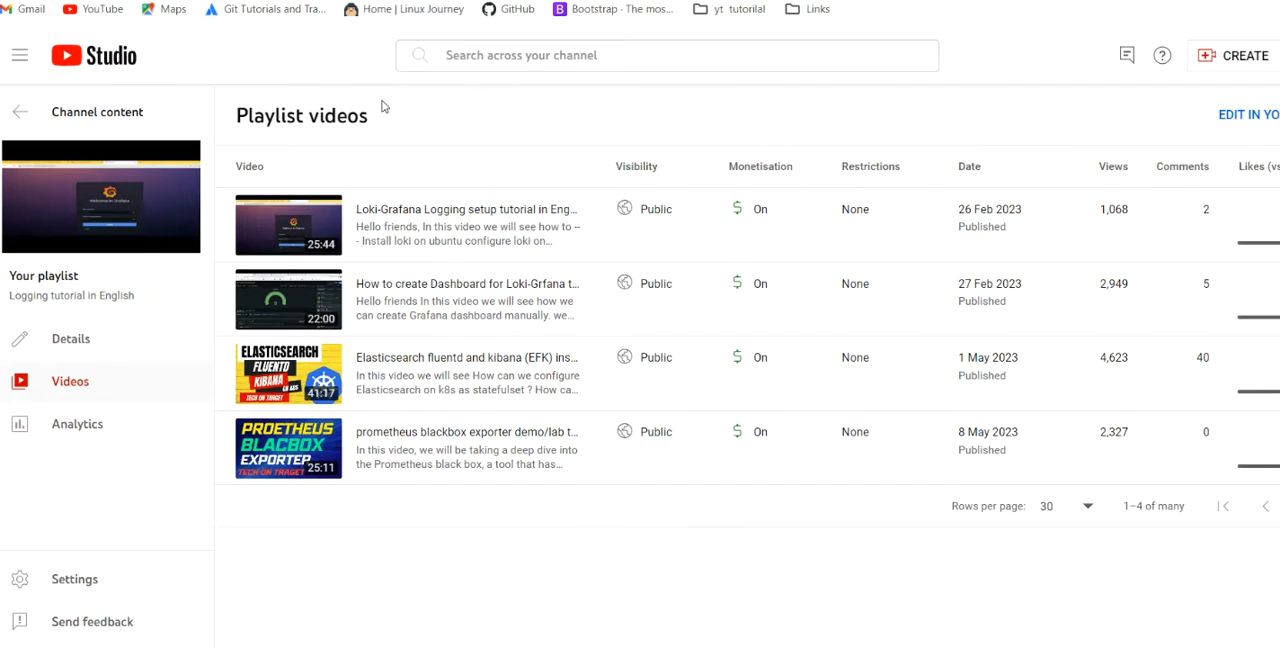 Gmail YouTube Maps Git Tutorials and Tra... Home | Linux Journey GitHub Bootstrap · The mos... yt tutorilal Links
Studio Search across your channel CREATE
Channel content
Your playlist
Logging tutorial in English
Details
Videos
Analytics
Settings
Send feedback
Playlist videos EDIT IN YO
Video Visibility Monetisation Restrictions Date Views Comments Likes (vs
Loki-Grafana Logging setup tutorial in Eng... Public On None 26 Feb 2023 1,068 2
Hello friends, In this video we will see how to -- Published
- Install loki on ubuntu configure loki on...
25:44
How to create Dashboard for Loki-Grfana t... Public On None 27 Feb 2023 2,949 5
Hello friends In this video we will see how we Published
can create Grafana dashboard manually. we...
22:00
ELASTICSEARCH
FLUENTD
KIBANA
TECH ON TARGET
41:17
Elasticsearch fluentd and kibana (EFK) ins... Public On None 1 May 2023 4,623 40
In this video we will see How can we configure Published
Elasticsearch on k8s as statefulset ? How ca...
PROETHEUS
BLACBOX
EXPORTER
TECH ON TRAGET
25:11
prometheus blackbox exporter demo/lab t... Public On None 8 May 2023 2,327 0
In this video, we will be taking a deep dive into Published
the Prometheus black box, a tool that has...
Rows per page: 30 1–4 of many